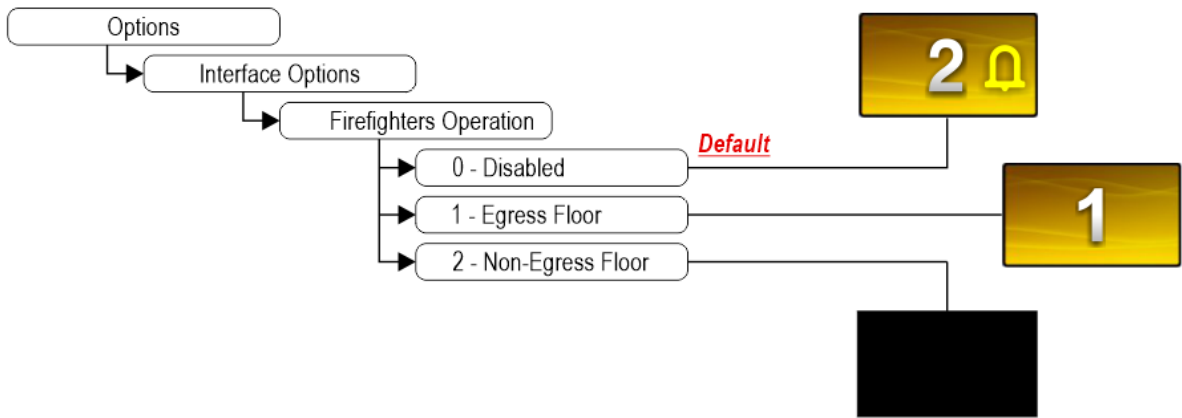 Options
Interface Options
Firefighters Operation
0 - Disabled
Default
2
1 - Egress Floor
1
2 - Non-Egress Floor